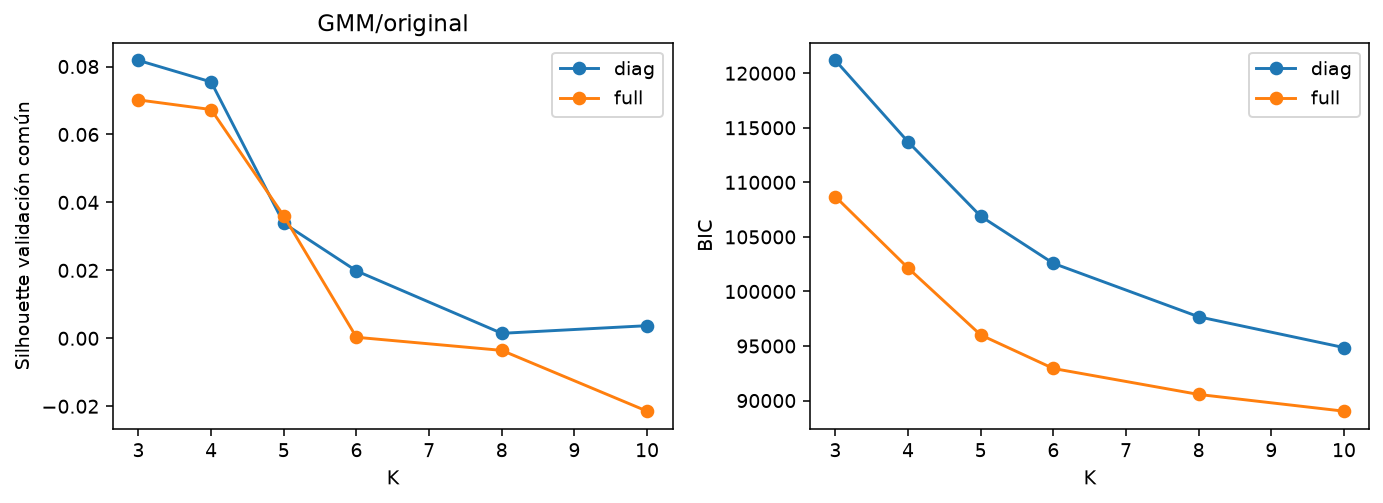 GMM/original
Silhouette validación común
0.08
0.06
0.04
0.02
0.00
−0.02
3 4 5 6 7 8 9 10
K
diag
full
BIC
120000
115000
110000
105000
100000
95000
90000
3 4 5 6 7 8 9 10
K
diag
full